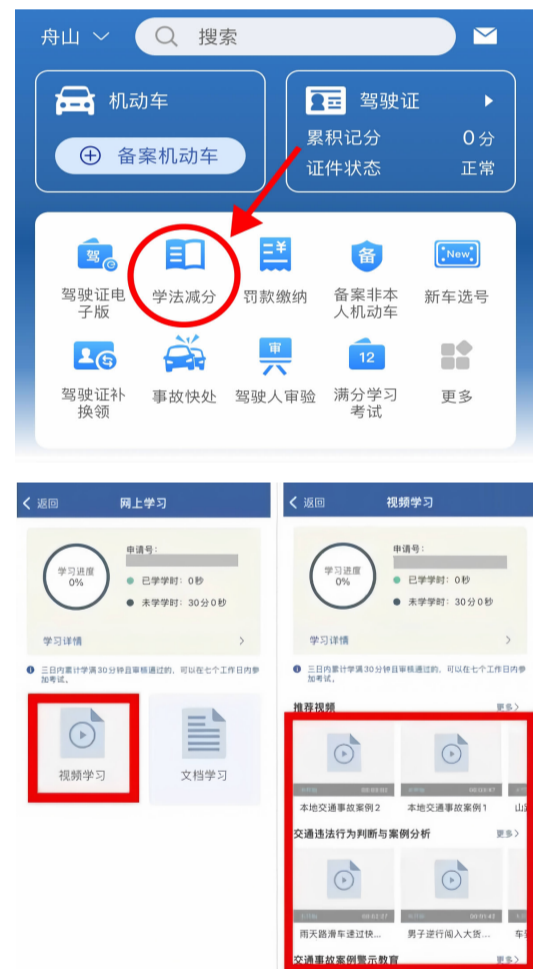 舟山
搜索
机动车
备案机动车
驾驶证
累积记分 0分
证件状态 正常
驾
¥
备
New
驾驶证电
子版
学法减分
罚款缴纳
备案非本
人机动车
新车选号
审
12
驾驶证补
换领
事故快处
驾驶人审验
满分学习
考试
更多
返回 网上学习
学习进度
0%
申请号:
已学学时: 0秒
未学学时: 30分0秒
学习详情
三日内累计学满30分钟且审核通过的,可以在七个工作日内参
加考试。
视频学习
文档学习
返回 视频学习
学习进度
0%
申请号:
已学学时: 0秒
未学学时: 30分0秒
学习详情
三日内累计学满30分钟且审核通过的,可以在七个工作日内参
加考试。
推荐视频 更多
本地交通事故案例2
本地交通事故案例1
交通违法行为判断与案例分析 更多
雨天路滑车速过快...
男子逆行闯入大货...
交通事故案例警示教育 更多